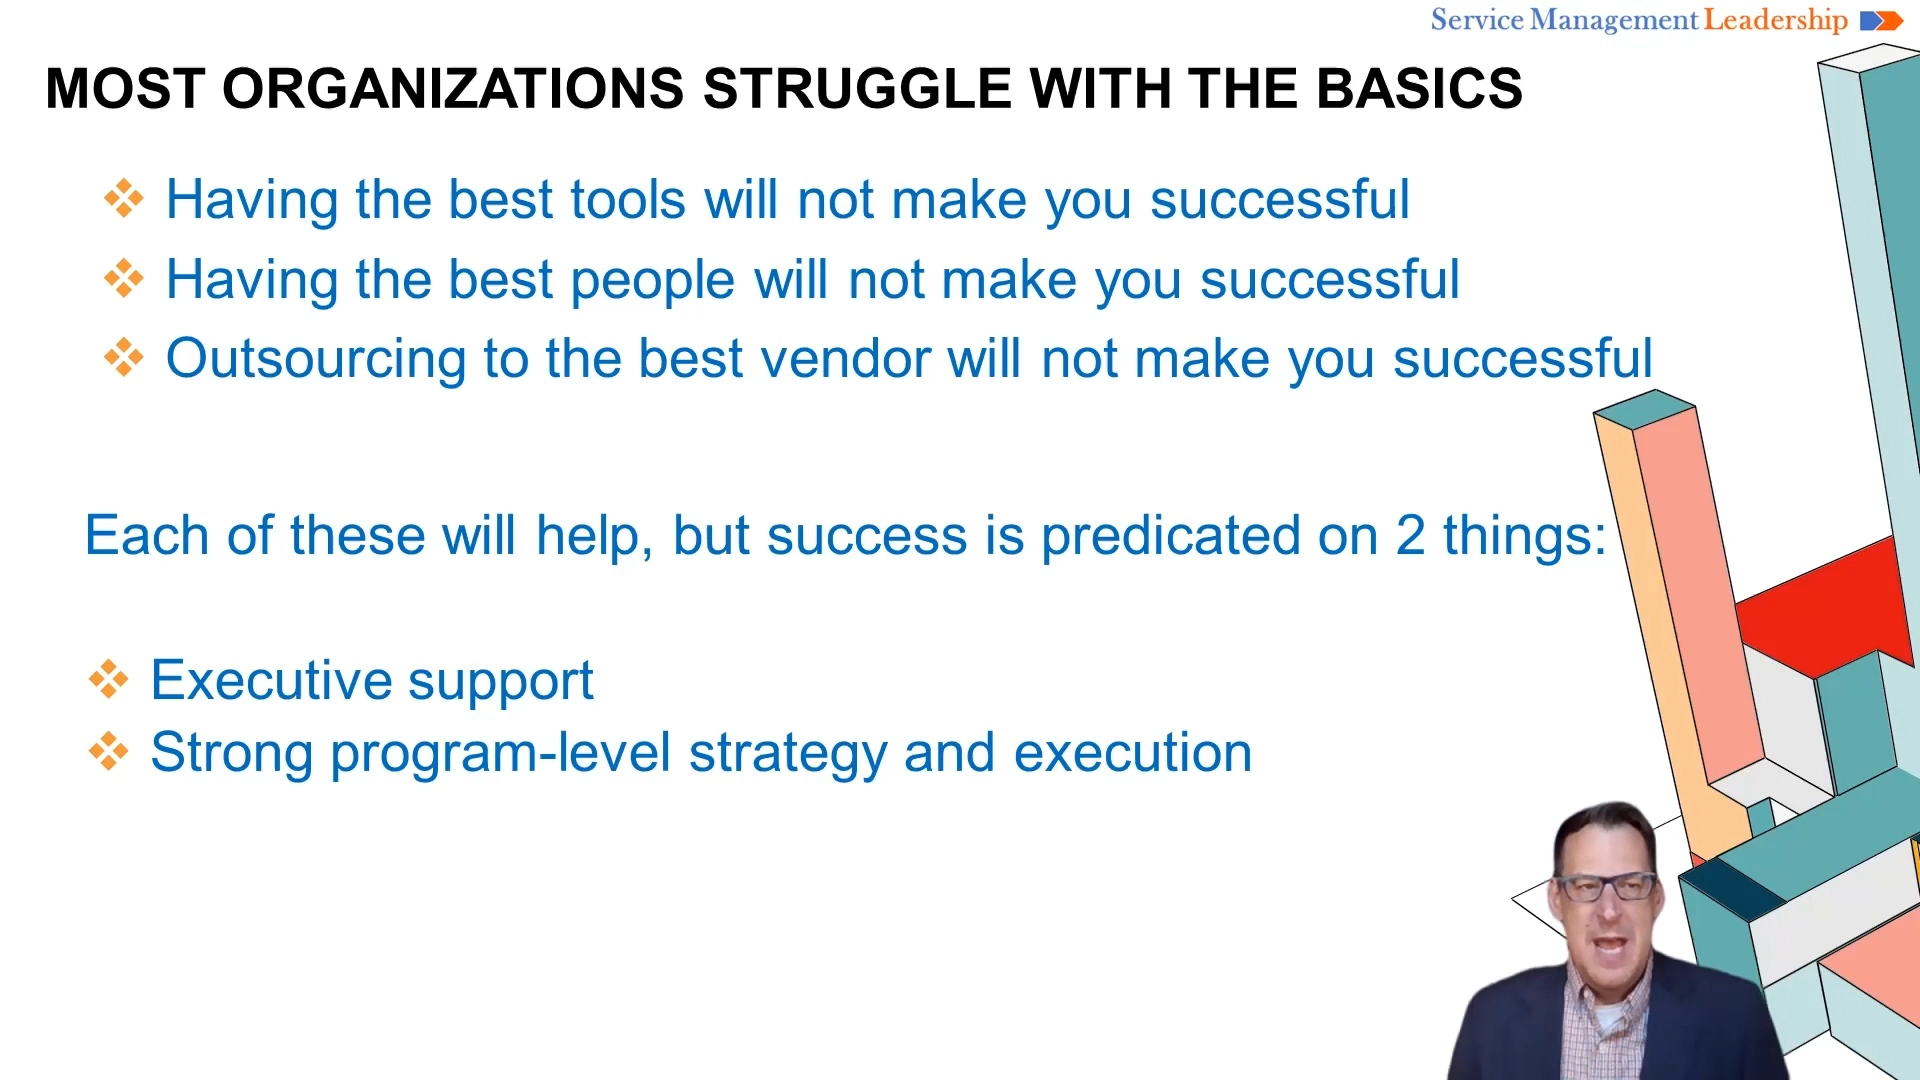 Service Management Leadership
MOST ORGANIZATIONS STRUGGLE WITH THE BASICS
Having the best tools will not make you successful
Having the best people will not make you successful
Outsourcing to the best vendor will not make you successful
Each of these will help, but success is predicated on 2 things:
Executive support
Strong program-level strategy and execution